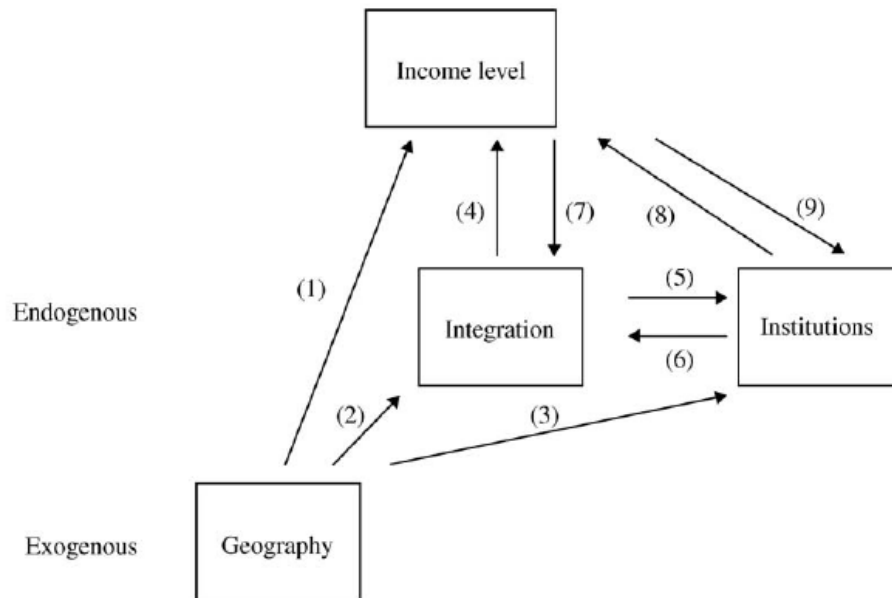 Income level
(4)
(7)
(8)
(9)
(1)
(5)
Endogenous
Integration
Institutions
(6)
(2)
(3)
Exogenous
Geography